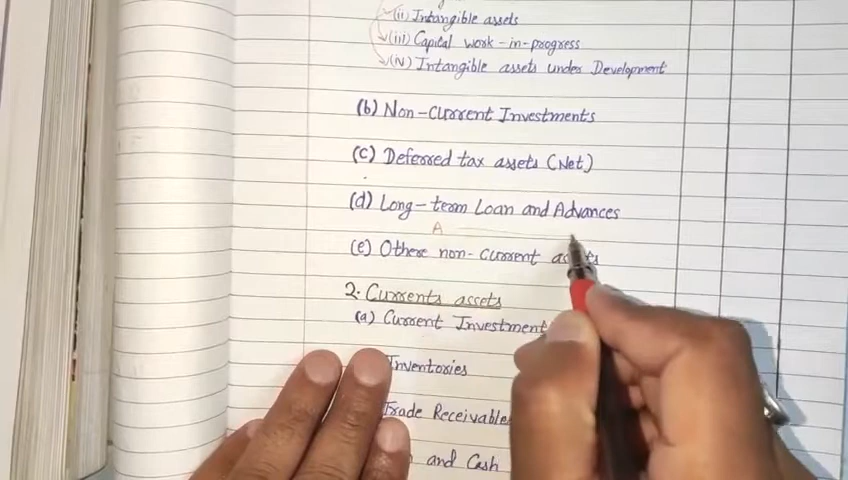 (ii) Intangible assets
(iii) Capital work-in-progress
(iv) Intangible assets under Development
(b) Non-current Investments
(c) Deferred tax assets (Net)
(d) Long-term Loan and Advances
A
(e) Others non-current assets
2. Currents assets
(a) Current Investment
Inventories
Trade Receivables
and Cash